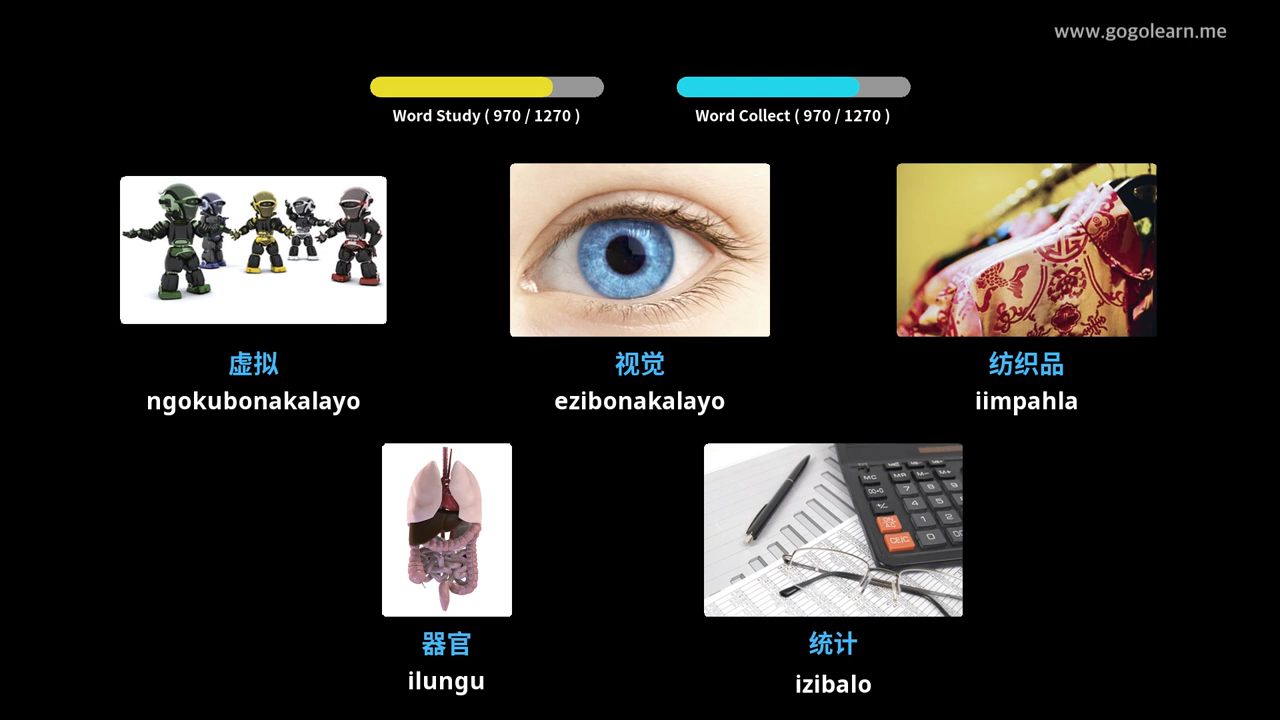 www.gogolearn.me
Word Study ( 970 / 1270 )
Word Collect ( 970 / 1270 )
虚拟
ngokubonakalayo
视觉
ezibonakalayo
纺织品
iimpahla
器官
ilungu
统计
izibalo